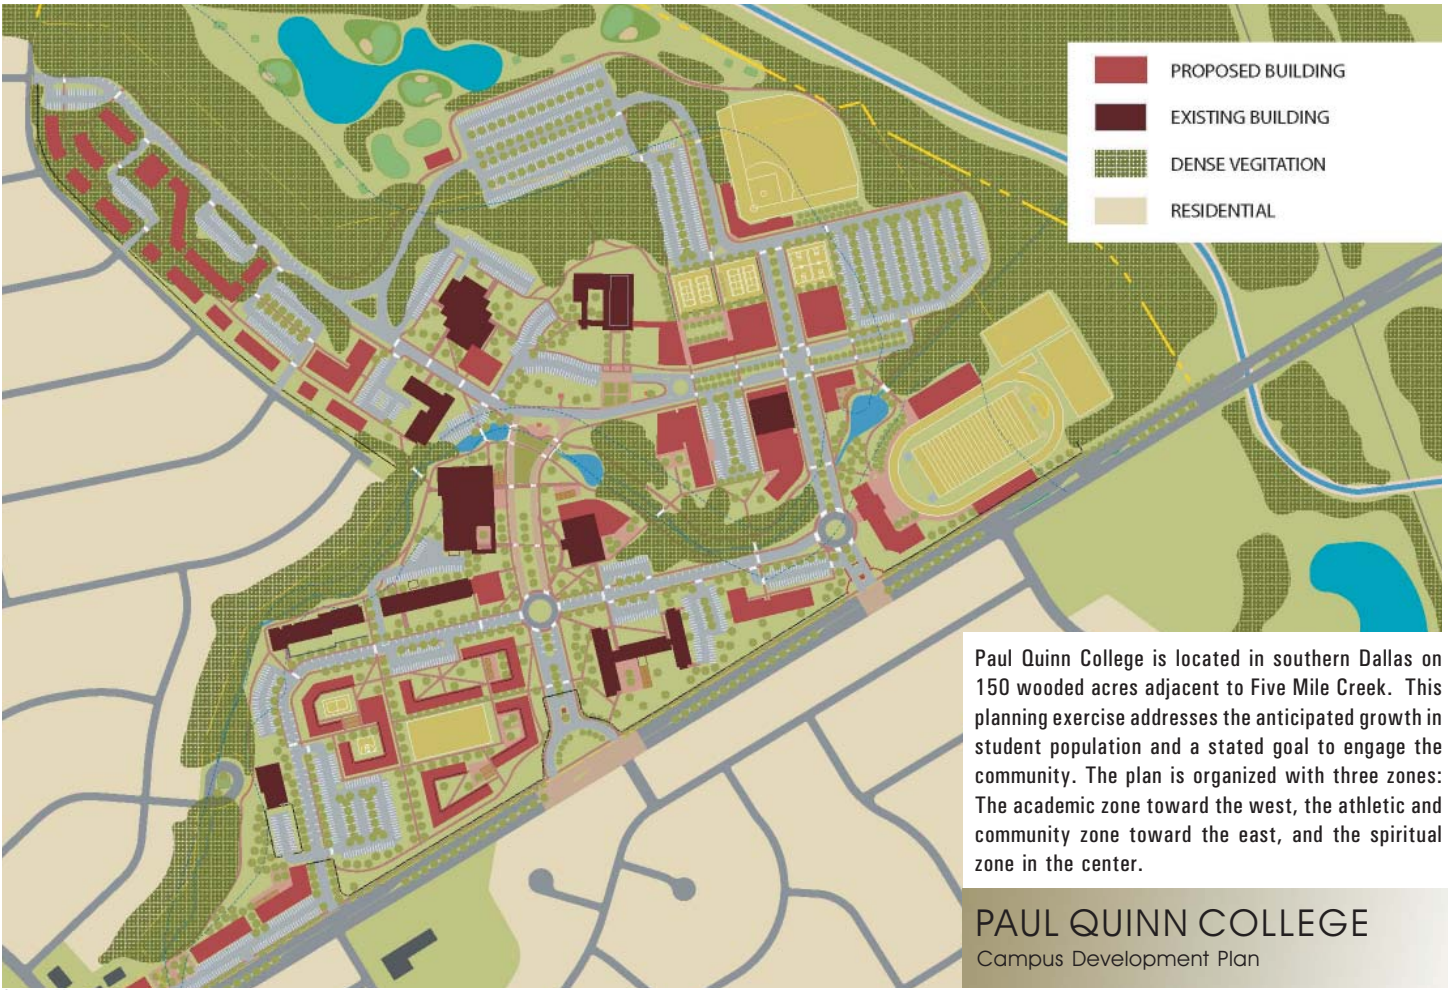 PROPOSED BUILDING
EXISTING BUILDING
DENSE VEGITATION
RESIDENTIAL
Paul Quinn College is located in southern Dallas on
150 wooded acres adjacent to Five Mile Creek. This
planning exercise addresses the anticipated growth in
student population and a stated goal to engage the
community. The plan is organized with three zones:
The academic zone toward the west, the athletic and
community zone toward the east, and the spiritual
zone in the center.
PAUL QUINN COLLEGE
Campus Development Plan